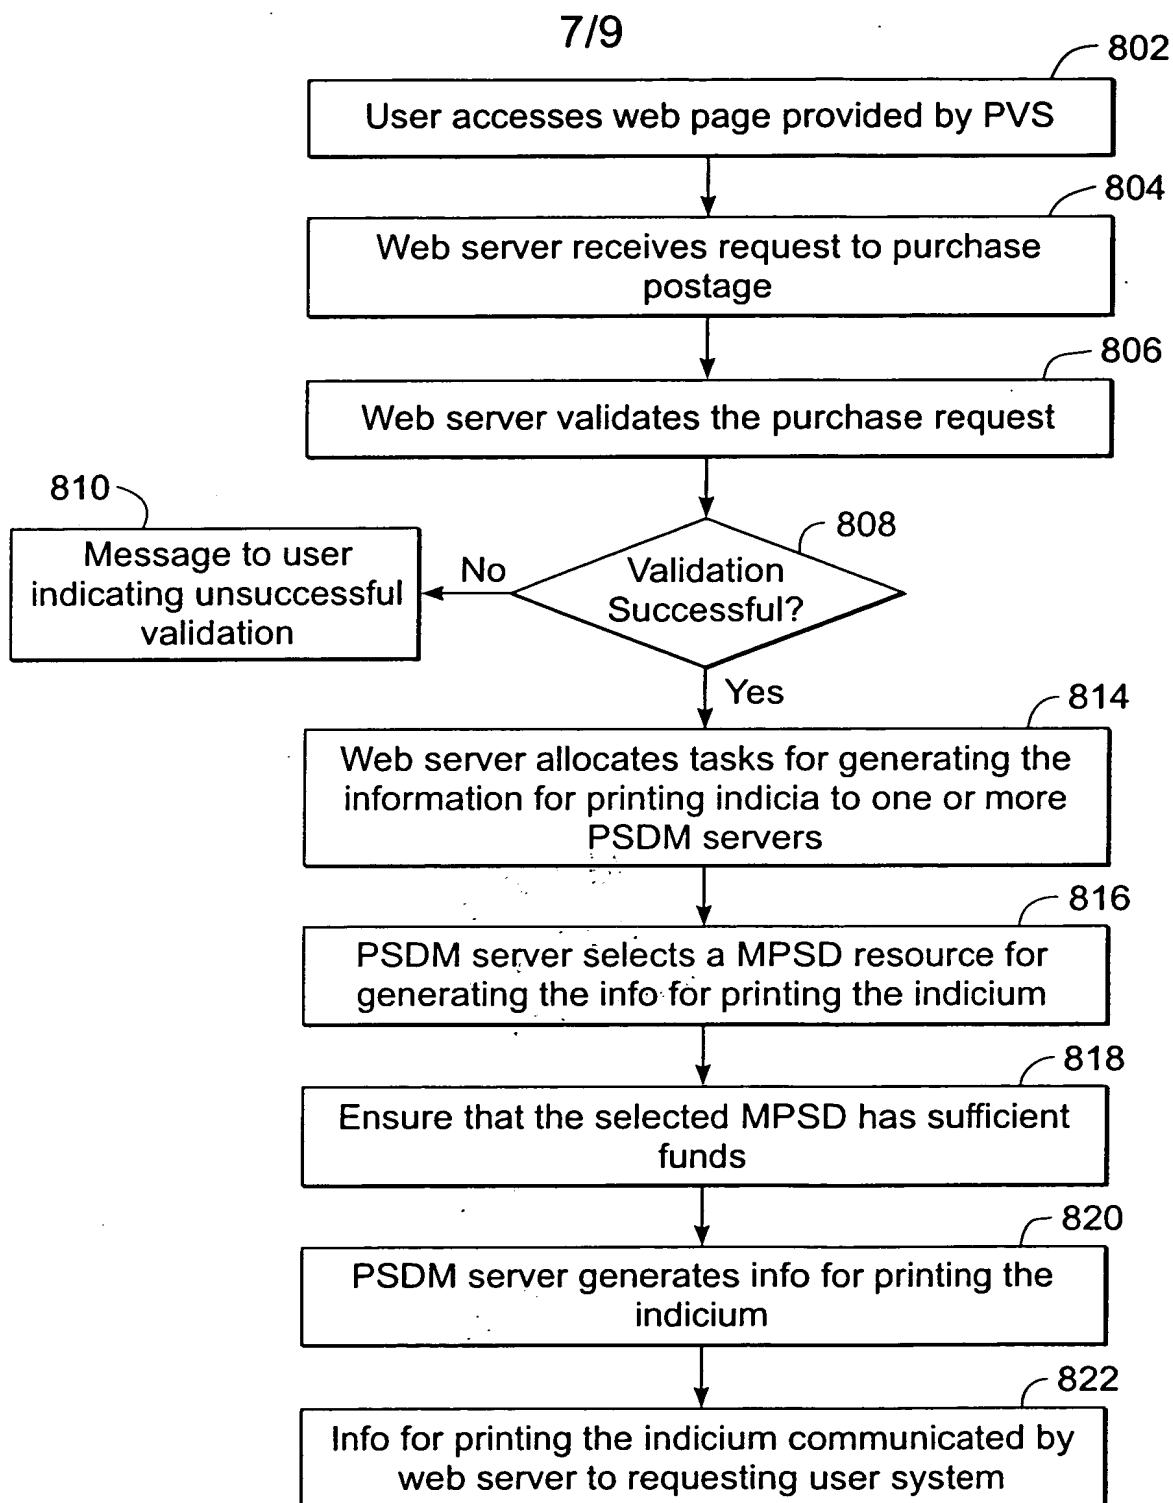 7/9
802
User accesses web page provided by PVS
804
Web server receives request to purchase
postage
806
Web server validates the purchase request
810
Message to user
indicating unsuccessful
validation
No
808
Validation
Successful?
Yes
814
Web server allocates tasks for generating the
information for printing indicia to one or more
PSDM servers
816
PSDM server selects a MPSD resource for
generating the info for printing the indicium
818
Ensure that the selected MPSD has sufficient
funds
820
PSDM server generates info for printing the
indicium
822
Info for printing the indicium communicated by
web server to requesting user system